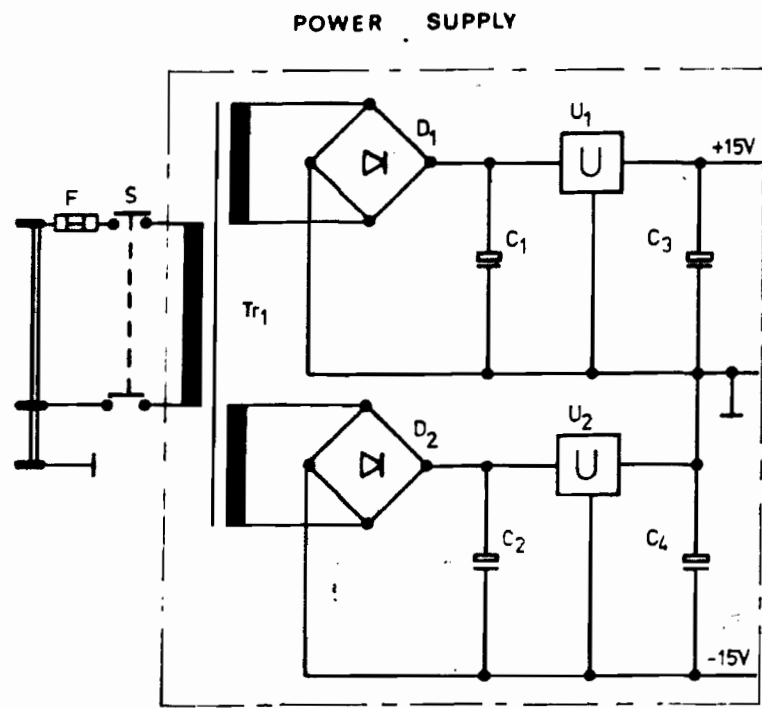 POWER SUPPLY
F S
Tr1
D1
U1
U
+15V
C1
C3
D2
U2
U
C2
C4
-15V